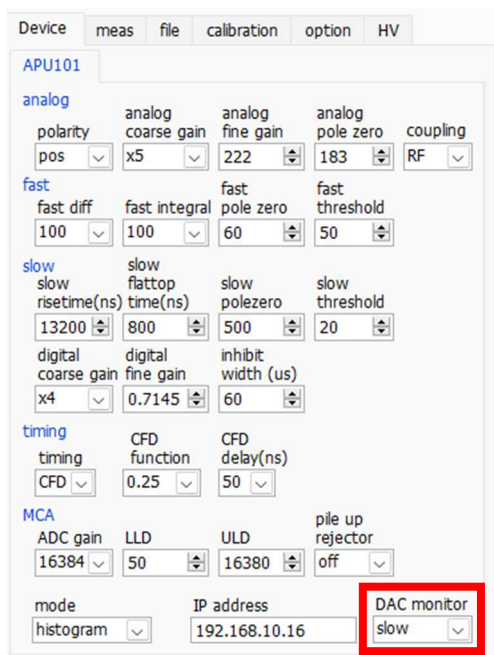 Device meas file calibration option HV
APU101
analog
polarity analog coarse gain analog fine gain analog pole zero coupling
pos x5 222 183 RF
fast
fast diff fast integral fast pole zero fast threshold
100 100 60 50
slow
slow risetime(ns) slow flattop time(ns) slow polezero slow threshold
13200 800 500 20
digital coarse gain digital fine gain inhibit width (us)
x4 0.7145 60
timing
timing CFD function CFD delay(ns)
CFD 0.25 50
MCA
ADC gain LLD ULD pile up rejector
16384 50 16380 off
mode IP address DAC monitor
histogram 192.168.10.16 slow